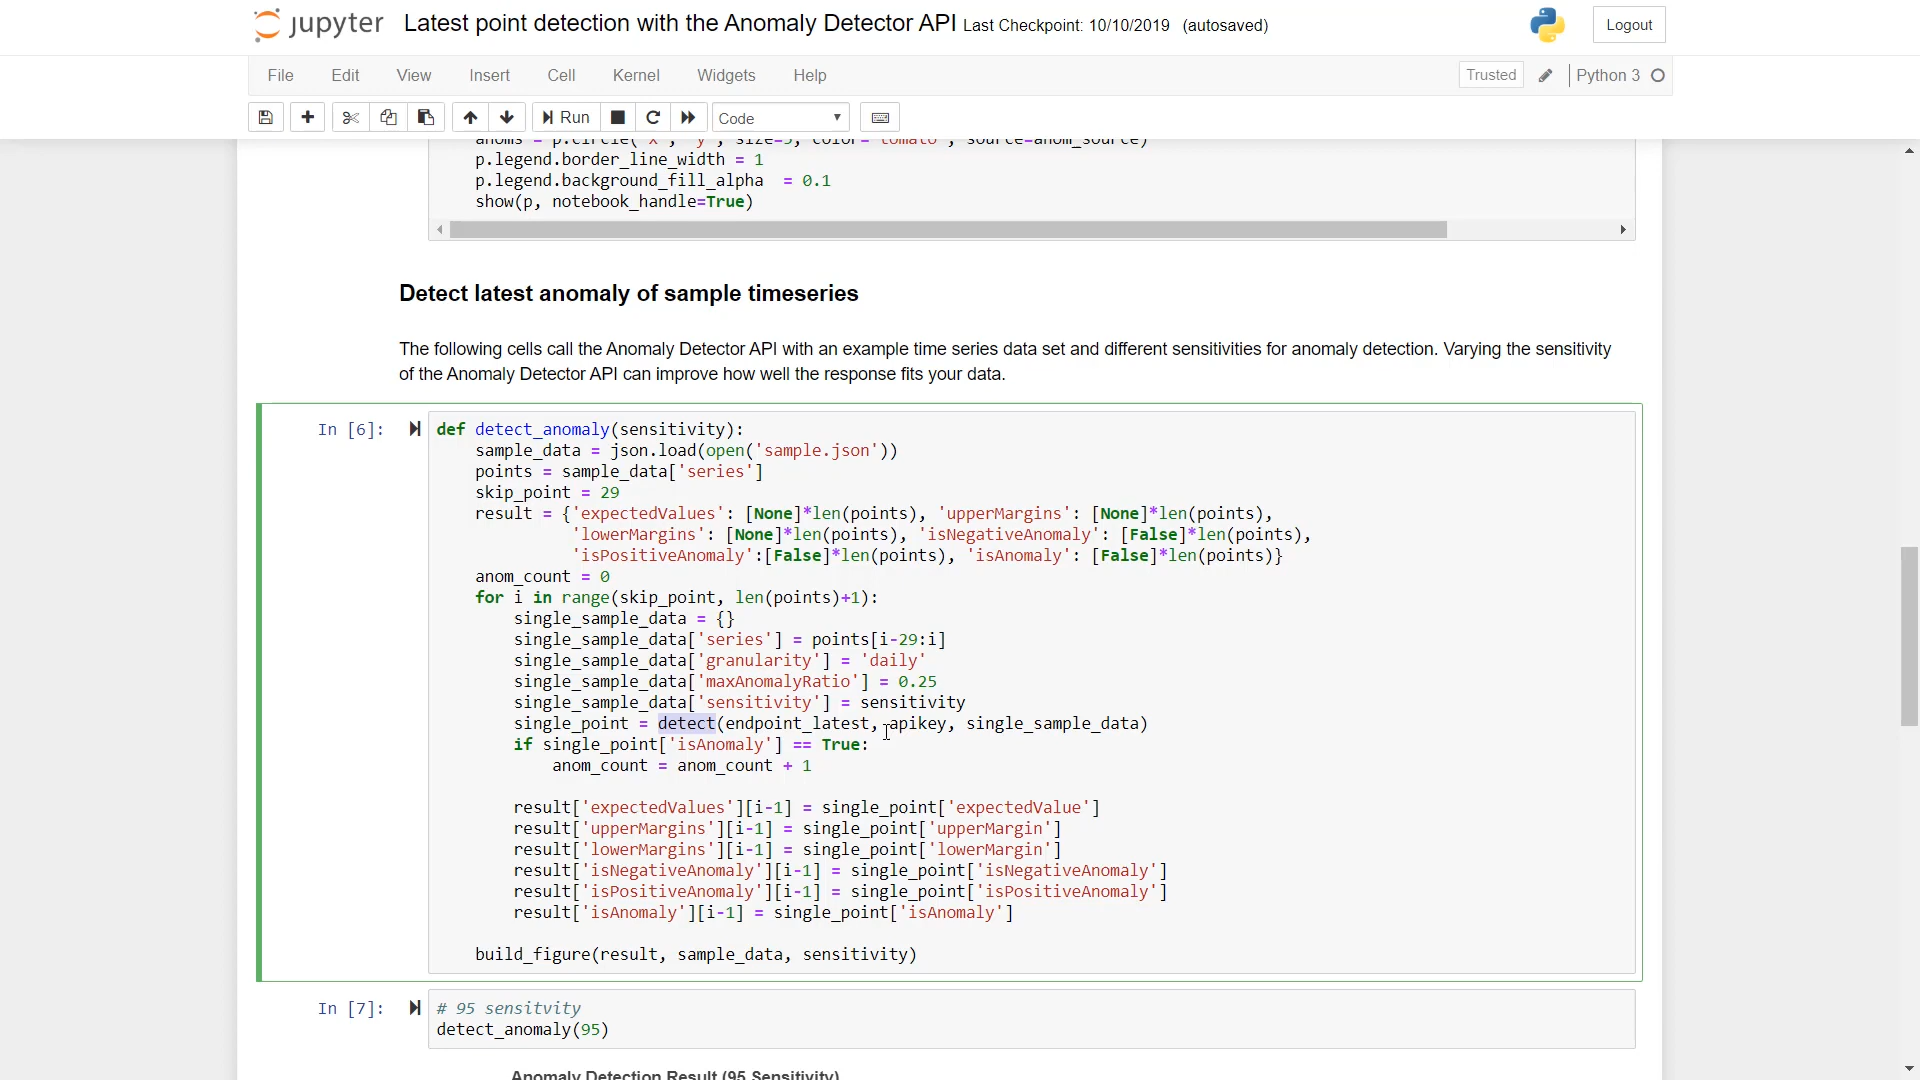 jupyter Latest point detection with the Anomaly Detector API Last Checkpoint: 10/10/2019 (autosaved) Logout
File Edit View Insert Cell Kernel Widgets Help Trusted Python 3
Run Code
anoms = p.circle('x', 'y', size=5, color='tomato', source=anom_source)
p.legend.border_line_width = 1
p.legend.background_fill_alpha  = 0.1
show(p, notebook_handle=True)
Detect latest anomaly of sample timeseries
The following cells call the Anomaly Detector API with an example time series data set and different sensitivities for anomaly detection. Varying the sensitivity
of the Anomaly Detector API can improve how well the response fits your data.
In [6]: def detect_anomaly(sensitivity):
sample_data = json.load(open('sample.json'))
points = sample_data['series']
skip_point = 29
result = {'expectedValues': [None]*len(points), 'upperMargins': [None]*len(points),
'lowerMargins': [None]*len(points), 'isNegativeAnomaly': [False]*len(points),
'isPositiveAnomaly':[False]*len(points), 'isAnomaly': [False]*len(points)}
anom_count = 0
for i in range(skip_point, len(points)+1):
single_sample_data = {}
single_sample_data['series'] = points[i-29:i]
single_sample_data['granularity'] = 'daily'
single_sample_data['maxAnomalyRatio'] = 0.25
single_sample_data['sensitivity'] = sensitivity
single_point = detect(endpoint_latest, apikey, single_sample_data)
if single_point['isAnomaly'] == True:
anom_count = anom_count + 1
result['expectedValues'][i-1] = single_point['expectedValue']
result['upperMargins'][i-1] = single_point['upperMargin']
result['lowerMargins'][i-1] = single_point['lowerMargin']
result['isNegativeAnomaly'][i-1] = single_point['isNegativeAnomaly']
result['isPositiveAnomaly'][i-1] = single_point['isPositiveAnomaly']
result['isAnomaly'][i-1] = single_point['isAnomaly']
build_figure(result, sample_data, sensitivity)
In [7]: # 95 sensitvity
detect_anomaly(95)
Anomaly Detection Result (95 Sensitivity)